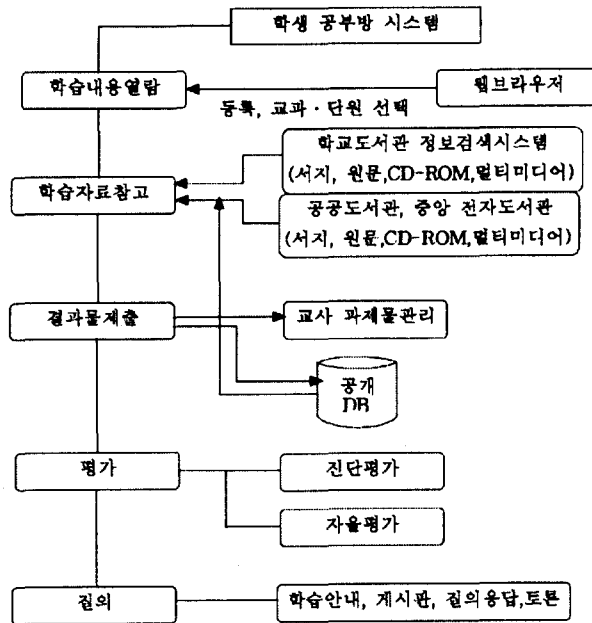 학생 공부방 시스템
학습내용열람
웹브라우저
등록, 교과·단원 선택
학교도서관 정보검색시스템
(서지, 원문,CD-ROM,멀티미디어)
학습자료참고
공공도서관, 중앙 전자도서관
(서지, 원문,CD-ROM,멀티미디어)
결과물제출
교사 과제물관리
공개
DB
평가
진단평가
자율평가
질의
학습안내, 게시판, 질의응답,토론